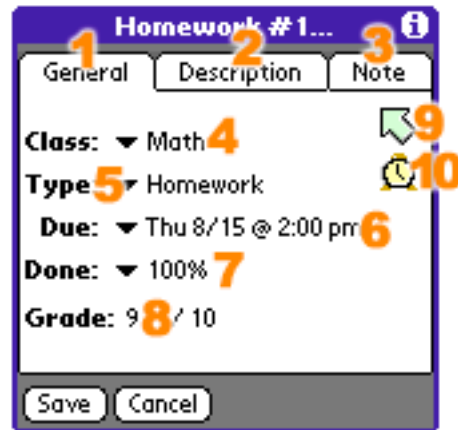 Homework #1... i
1 2 3
General Description Note
9
Class: Math 4
10
Type: 5 Homework
Due: Thu 8/15 @ 2:00 pm 6
Done: 100% 7
Grade: 9 8 / 10
Save Cancel